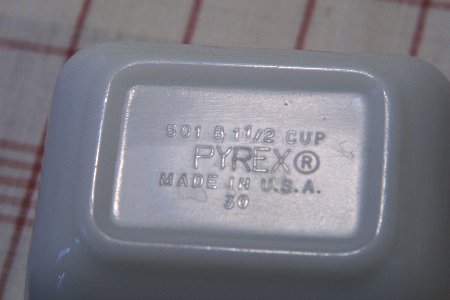 501 B 1 1/2 CUP
PYREX®
MADE IN U.S.A.
30